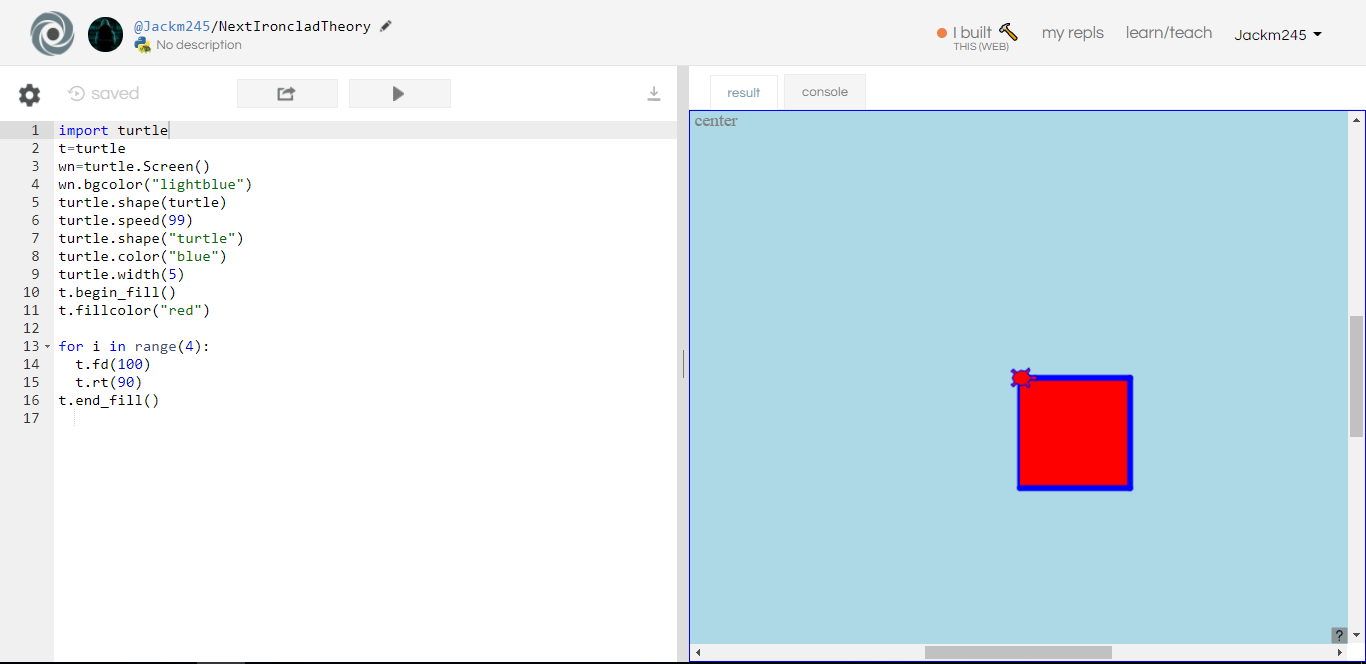 @Jackm245/NextIroncladTheory
No description
I built
THIS (WEB)
my repls
learn/teach
Jackm245
saved
result
console
1 import turtle
2 t=turtle
3 wn=turtle.Screen()
4 wn.bgcolor("lightblue")
5 turtle.shape(turtle)
6 turtle.speed(99)
7 turtle.shape("turtle")
8 turtle.color("blue")
9 turtle.width(5)
10 t.begin_fill()
11 t.fillcolor("red")
12
13 for i in range(4):
14   t.fd(100)
15   t.rt(90)
16 t.end_fill()
17
center
?